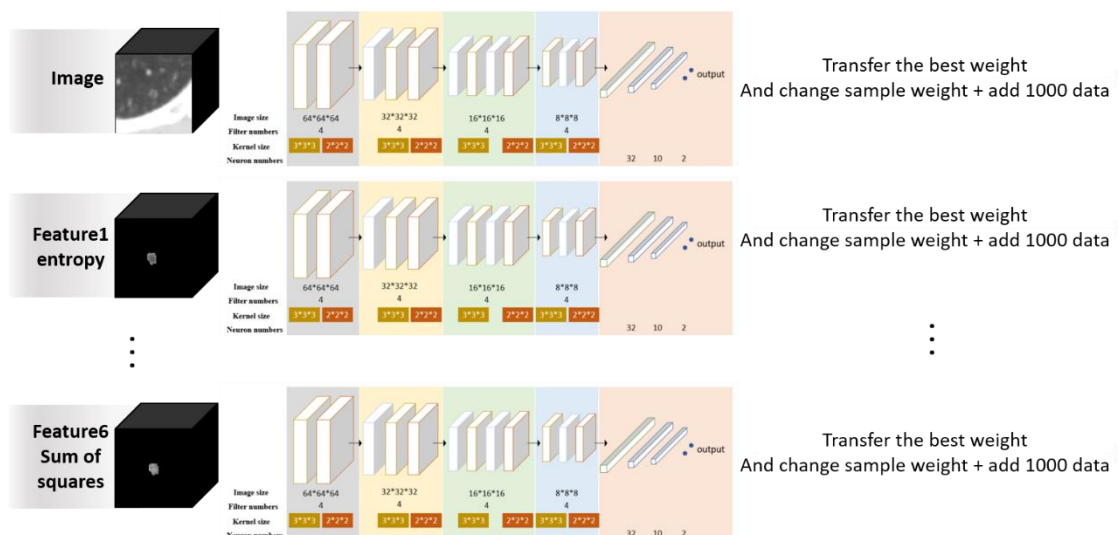 Image
output
Image size 64*64*64 32*32*32 16*16*16 8*8*8
Filter numbers 4 4 4 4
Kernel size 3*3*3 2*2*2 3*3*3 2*2*2 3*3*3 2*2*2 3*3*3 2*2*2
Neuron numbers 32 10 2
Transfer the best weight
And change sample weight + add 1000 data
Feature1
entropy
output
Image size 64*64*64 32*32*32 16*16*16 8*8*8
Filter numbers 4 4 4 4
Kernel size 3*3*3 2*2*2 3*3*3 2*2*2 3*3*3 2*2*2 3*3*3 2*2*2
Neuron numbers 32 10 2
Transfer the best weight
And change sample weight + add 1000 data
Feature6
Sum of
squares
output
Image size 64*64*64 32*32*32 16*16*16 8*8*8
Filter numbers 4 4 4 4
Kernel size 3*3*3 2*2*2 3*3*3 2*2*2 3*3*3 2*2*2 3*3*3 2*2*2
Neuron numbers 32 10 2
Transfer the best weight
And change sample weight + add 1000 data